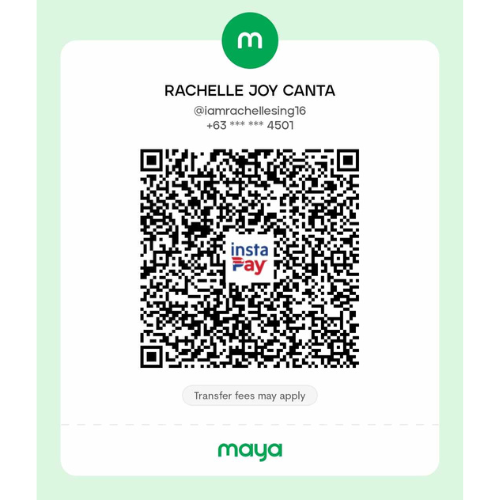 m
RACHELLE JOY CANTA
@iamrachellesing16
+63 *** *** 4501
insta
Pay
Transfer fees may apply
maya